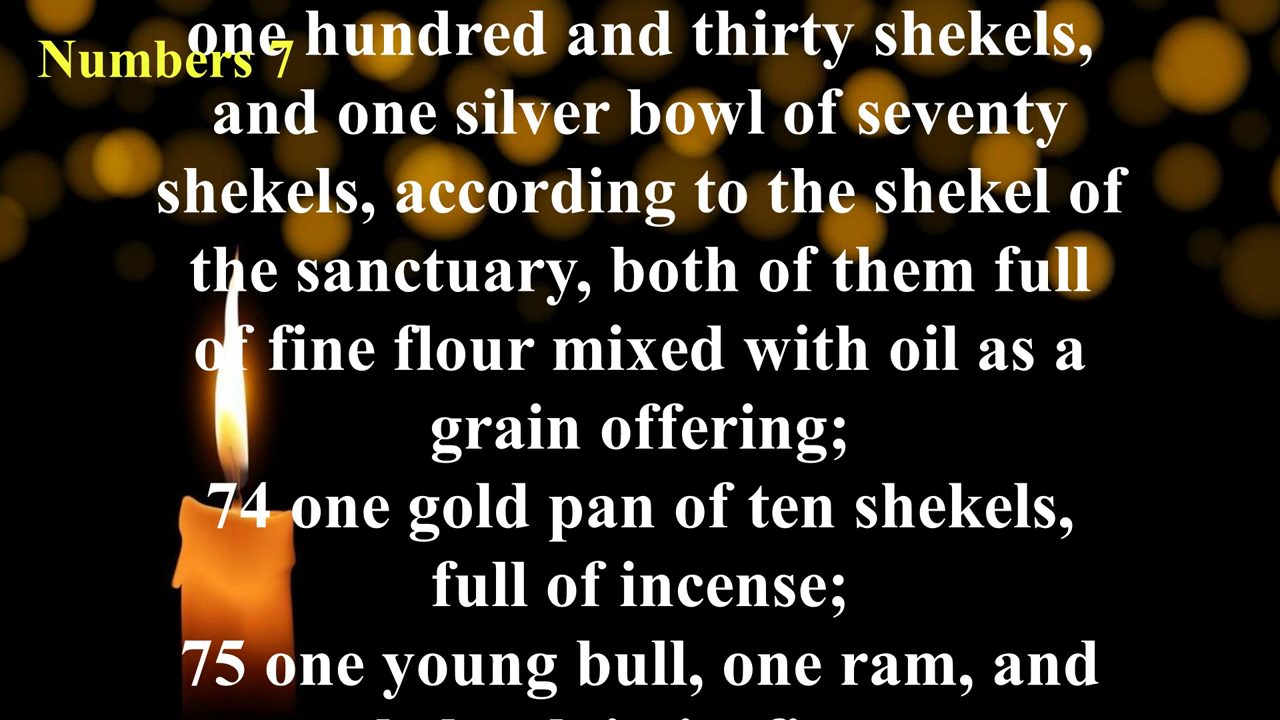 Numbers 7
one hundred and thirty shekels,
and one silver bowl of seventy
shekels, according to the shekel of
the sanctuary, both of them full
of fine flour mixed with oil as a
grain offering;
74 one gold pan of ten shekels,
full of incense;
75 one young bull, one ram, and